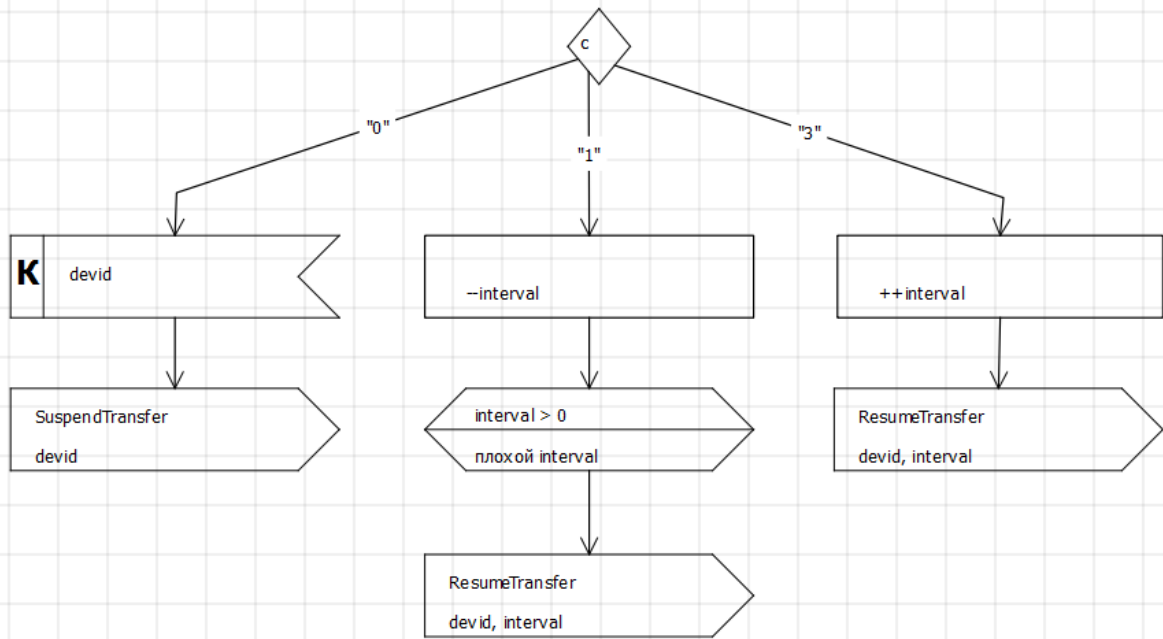 c
"0"
"1"
"3"
К
devid
--interval
++interval
SuspendTransfer
devid
interval > 0
плохой interval
ResumeTransfer
devid, interval
ResumeTransfer
devid, interval